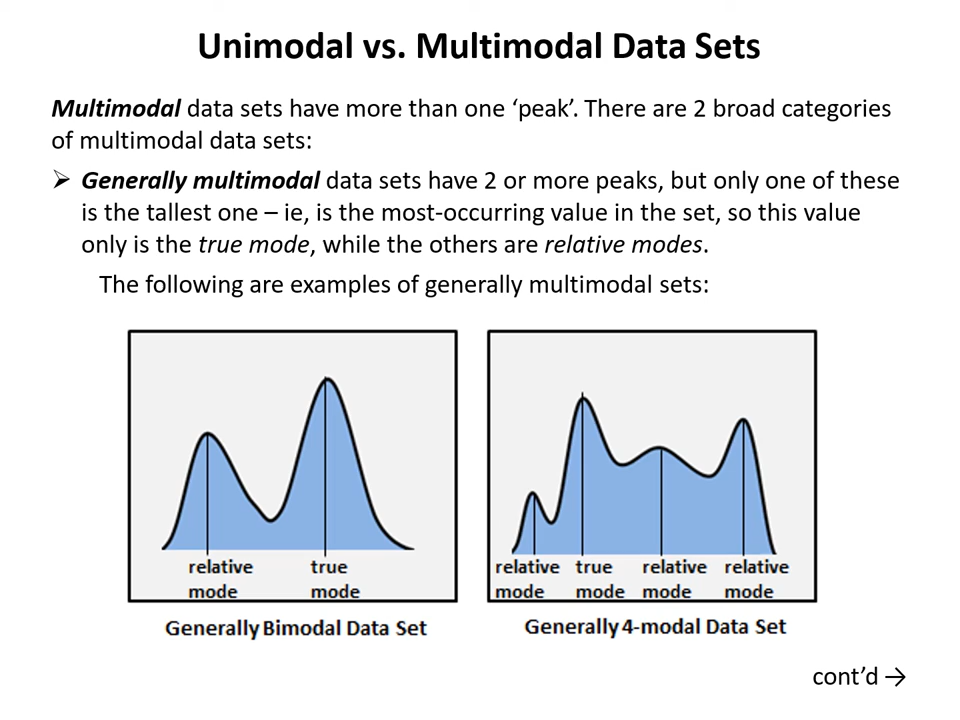 Unimodal vs. Multimodal Data Sets
Multimodal data sets have more than one ‘peak’. There are 2 broad categories
of multimodal data sets:
➢ Generally multimodal data sets have 2 or more peaks, but only one of these
is the tallest one – ie, is the most-occurring value in the set, so this value
only is the true mode, while the others are relative modes.
The following are examples of generally multimodal sets:
relative mode
true mode
Generally Bimodal Data Set
relative mode
true mode
relative mode
relative mode
Generally 4-modal Data Set
cont’d →